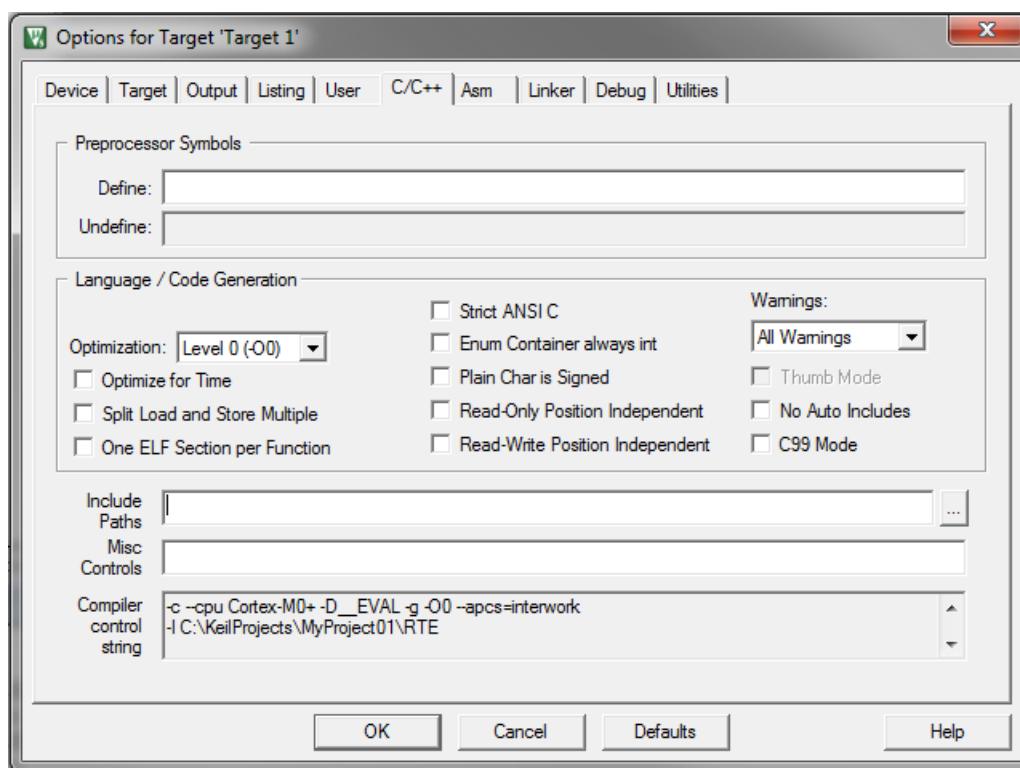 Options for Target 'Target 1'
Device Target Output Listing User C/C++ Asm Linker Debug Utilities
Preprocessor Symbols
Define:
Undefine:
Language / Code Generation
Optimization: Level 0 (-O0)
Optimize for Time
Split Load and Store Multiple
One ELF Section per Function
Strict ANSI C
Enum Container always int
Plain Char is Signed
Read-Only Position Independent
Read-Write Position Independent
Warnings:
All Warnings
Thumb Mode
No Auto Includes
C99 Mode
Include
Paths
...
Misc
Controls
Compiler
control
string
-c --cpu Cortex-M0+ -D__EVAL -g -O0 --apcs=interwork
-I C:\KeilProjects\MyProject01\RTE
OK Cancel Defaults Help